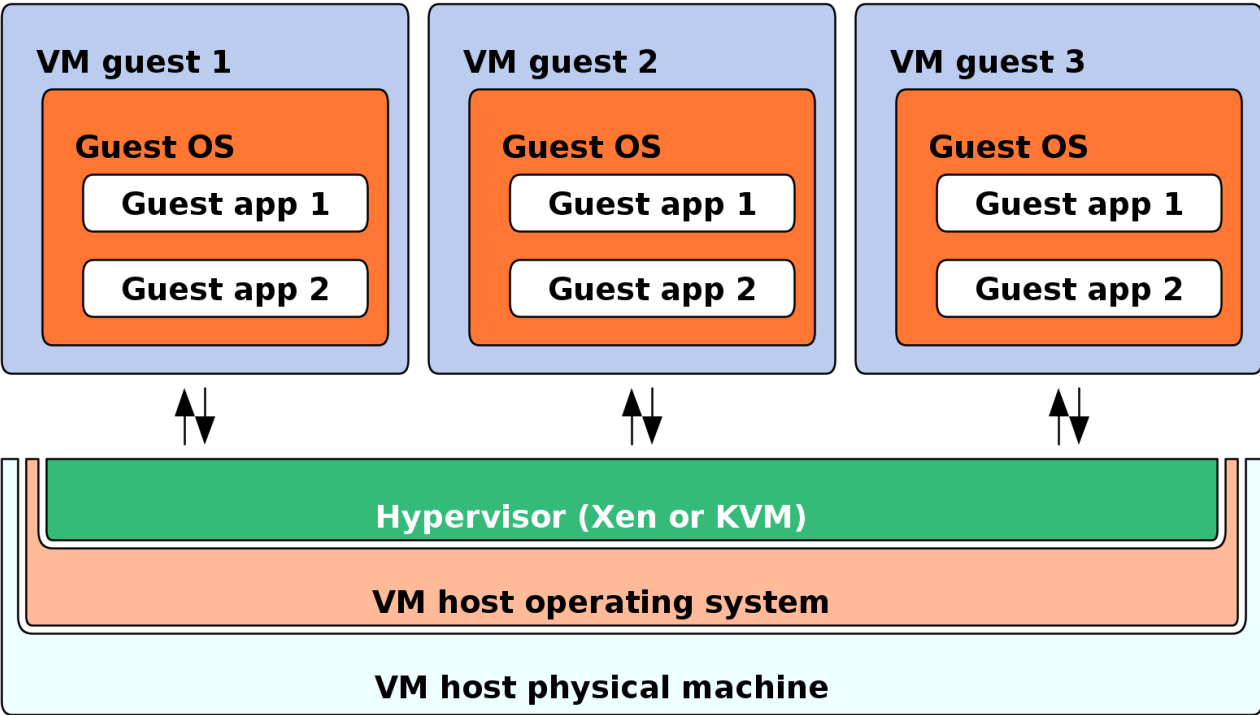 VM guest 1
Guest OS
Guest app 1
Guest app 2
VM guest 2
Guest OS
Guest app 1
Guest app 2
VM guest 3
Guest OS
Guest app 1
Guest app 2
Hypervisor (Xen or KVM)
VM host operating system
VM host physical machine